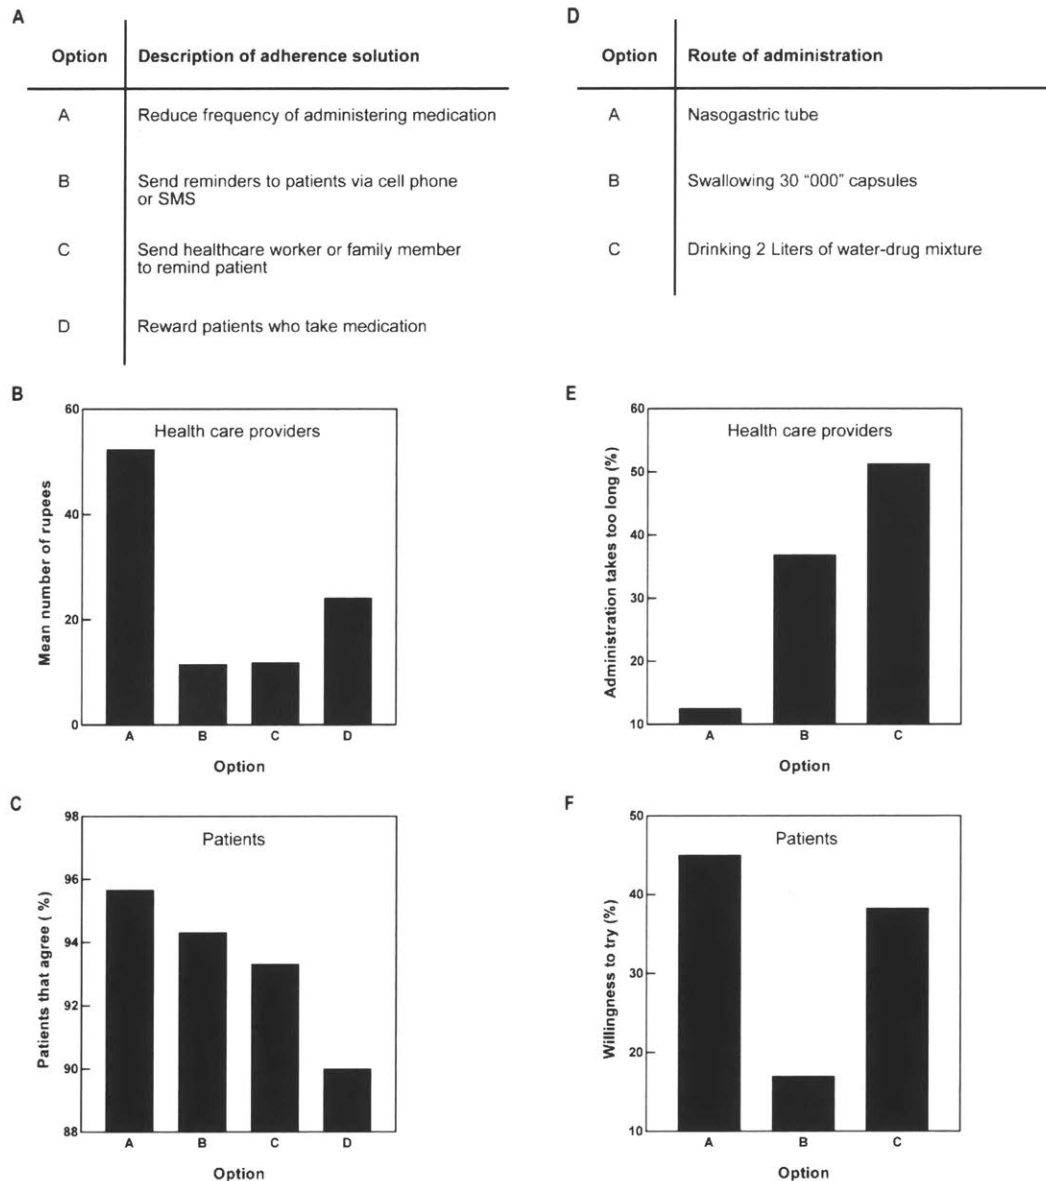 A
Option Description of adherence solution
A Reduce frequency of administering medication
B Send reminders to patients via cell phone
or SMS
C Send healthcare worker or family member
to remind patient
D Reward patients who take medication
D
Option Route of administration
A Nasogastric tube
B Swallowing 30 “000” capsules
C Drinking 2 Liters of water-drug mixture
B
Health care providers
Mean number of rupees
60
40
20
0
A B C D
Option
E
Health care providers
Administration takes too long (%)
60
50
40
30
20
10
A B C
Option
C
Patients
Patients that agree ( %)
98
96
94
92
90
88
A B C D
Option
F
Patients
Willingness to try (%)
50
40
30
20
10
A B C
Option